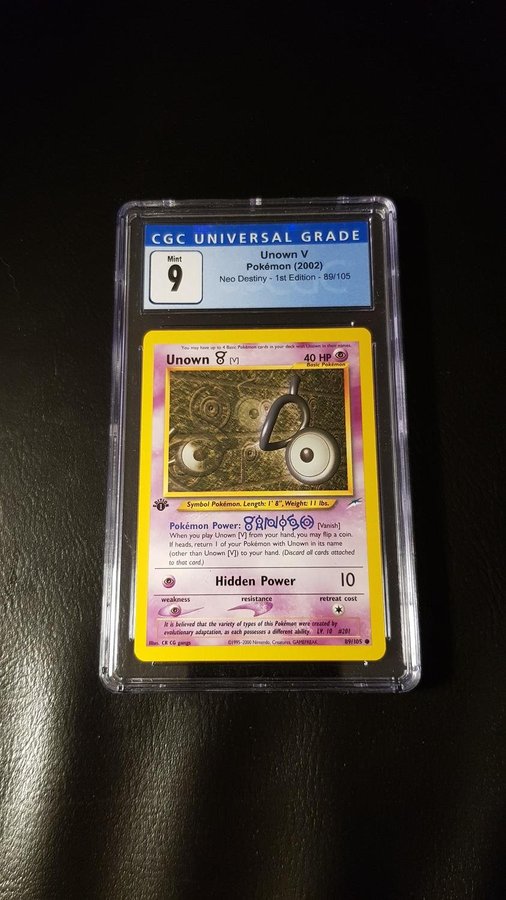 CGC UNIVERSAL GRADE
Mint
9
Unown V
Pokémon (2002)
Neo Destiny - 1st Edition - 89/105
You may have up to 4 Basic Pokémon cards in your deck with Unown in their names.
Unown [V]
40 HP
Basic Pokémon
1
Symbol Pokémon. Length: 1' 8", Weight: 11 lbs.
Pokémon Power: [Vanish]
When you play Unown [V] from your hand, you may flip a coin.
If heads, return 1 of your Pokémon with Unown in its name
(other than Unown [V]) to your hand. (Discard all cards attached
to that card.)
Hidden Power 10
weakness resistance retreat cost
It is believed that the variety of types of this Pokémon were created by
evolutionary adaptation, as each possesses a different ability. LV. 10 #201
Illus. CR CG gangs ©1995-2000 Nintendo, Creatures, GAMEFREAK. 89/105